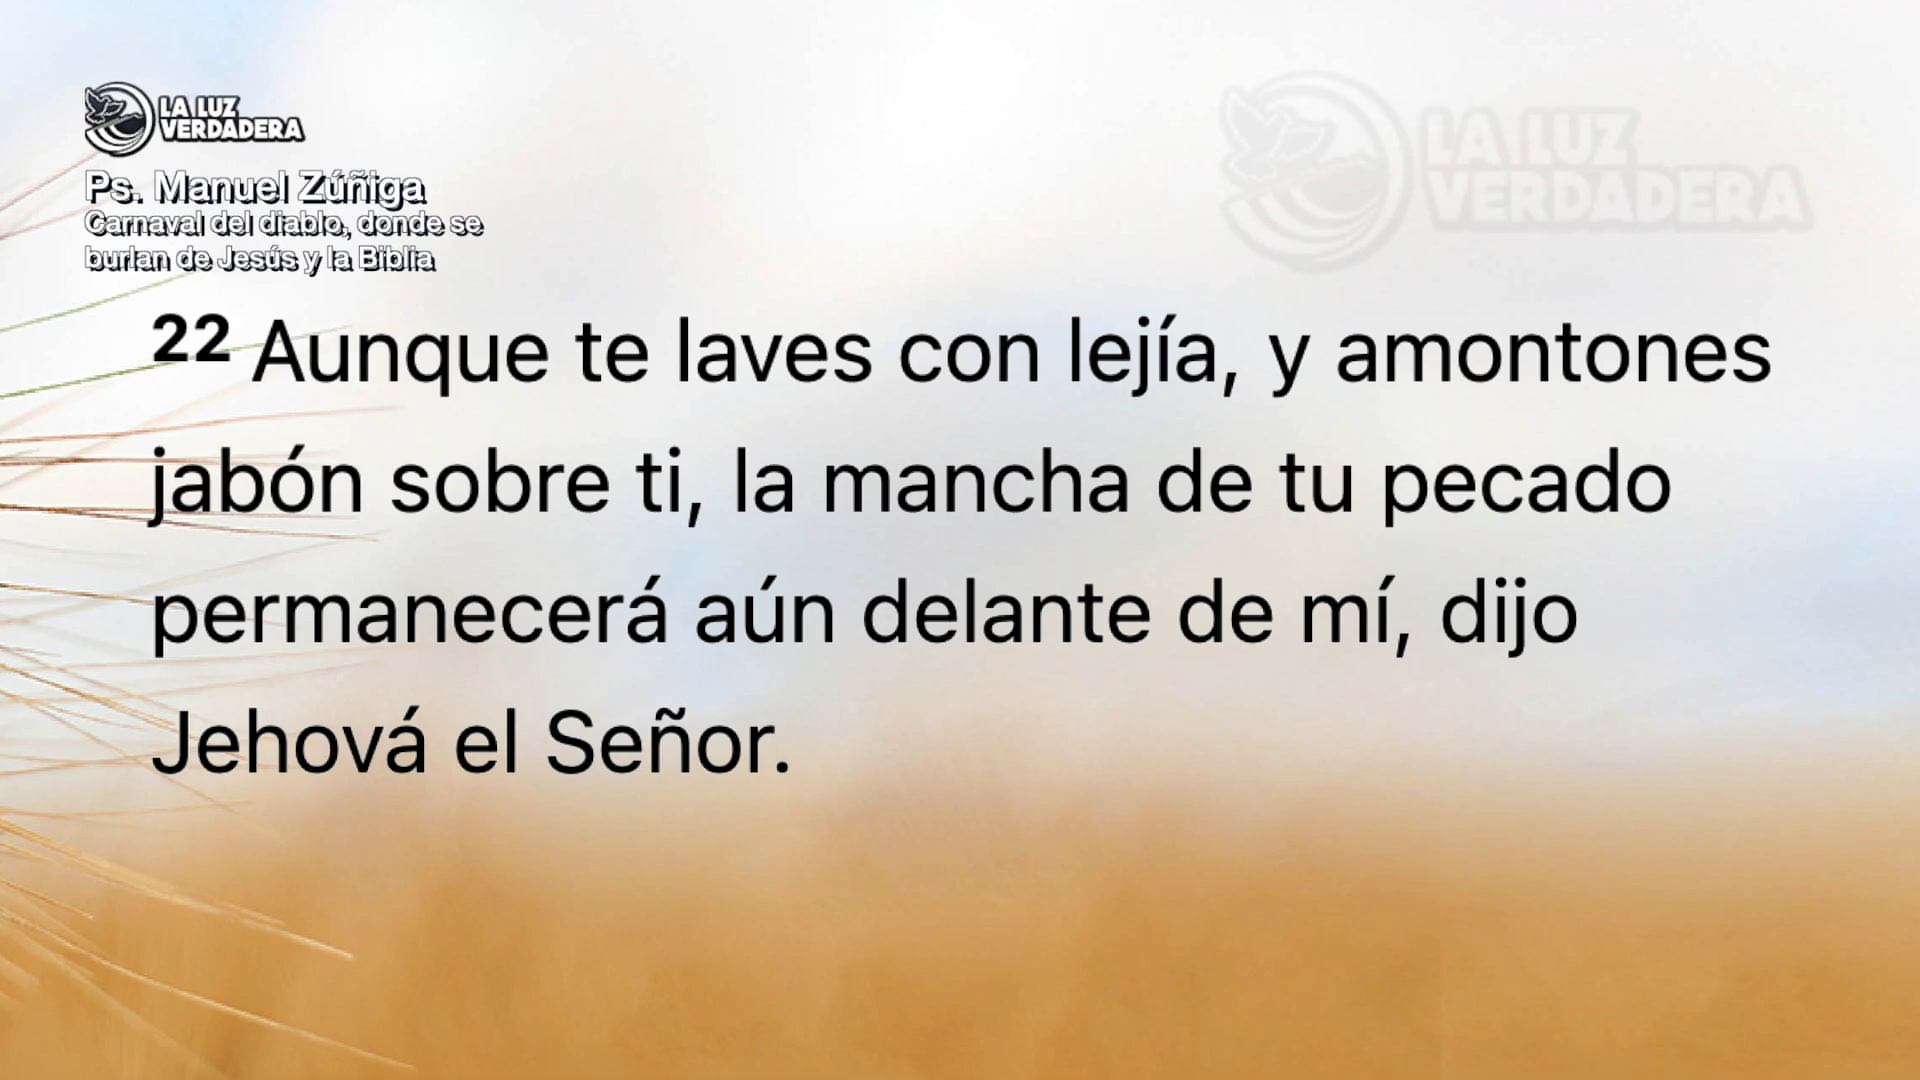 LA LUZ
VERDADERA
Ps. Manuel Zúñiga
Carnaval del diablo, donde se
burlan de Jesús y la Biblia
LA LUZ
VERDADERA
22 Aunque te laves con lejía, y amontones
jabón sobre ti, la mancha de tu pecado
permanecerá aún delante de mí, dijo
Jehová el Señor.